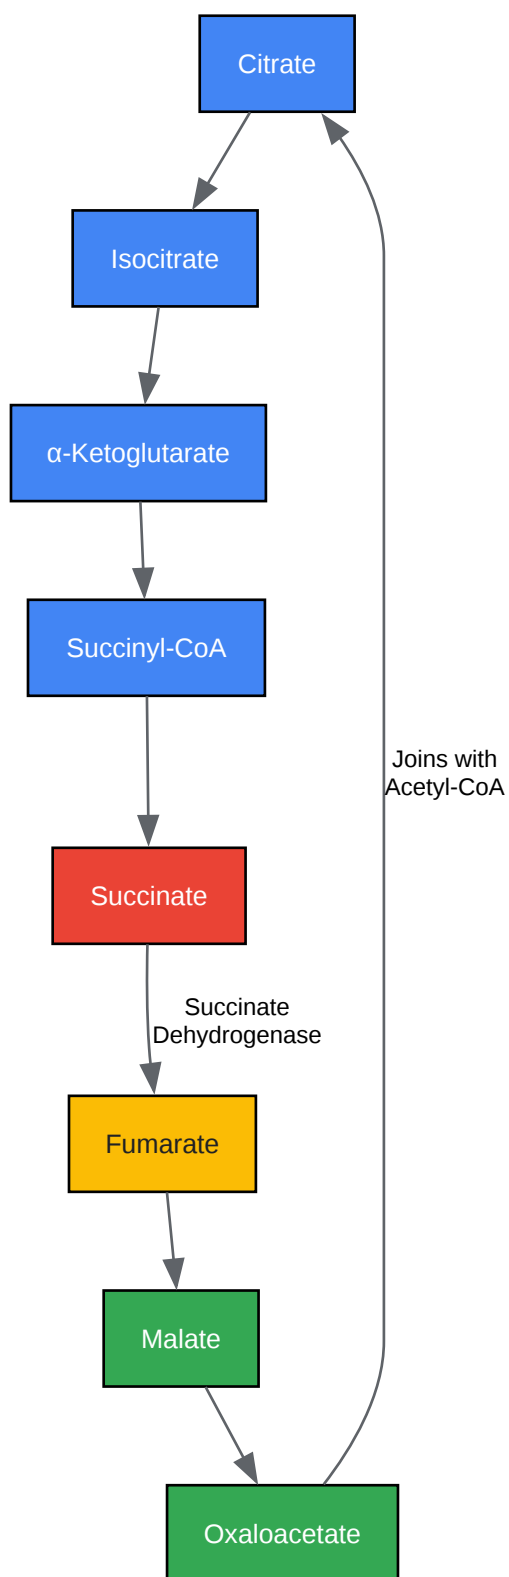 Citrate
Isocitrate
α-Ketoglutarate
Succinyl-CoA
Joins with
Acetyl-CoA
Succinate
Succinate
Dehydrogenase
Fumarate
Malate
Oxaloacetate